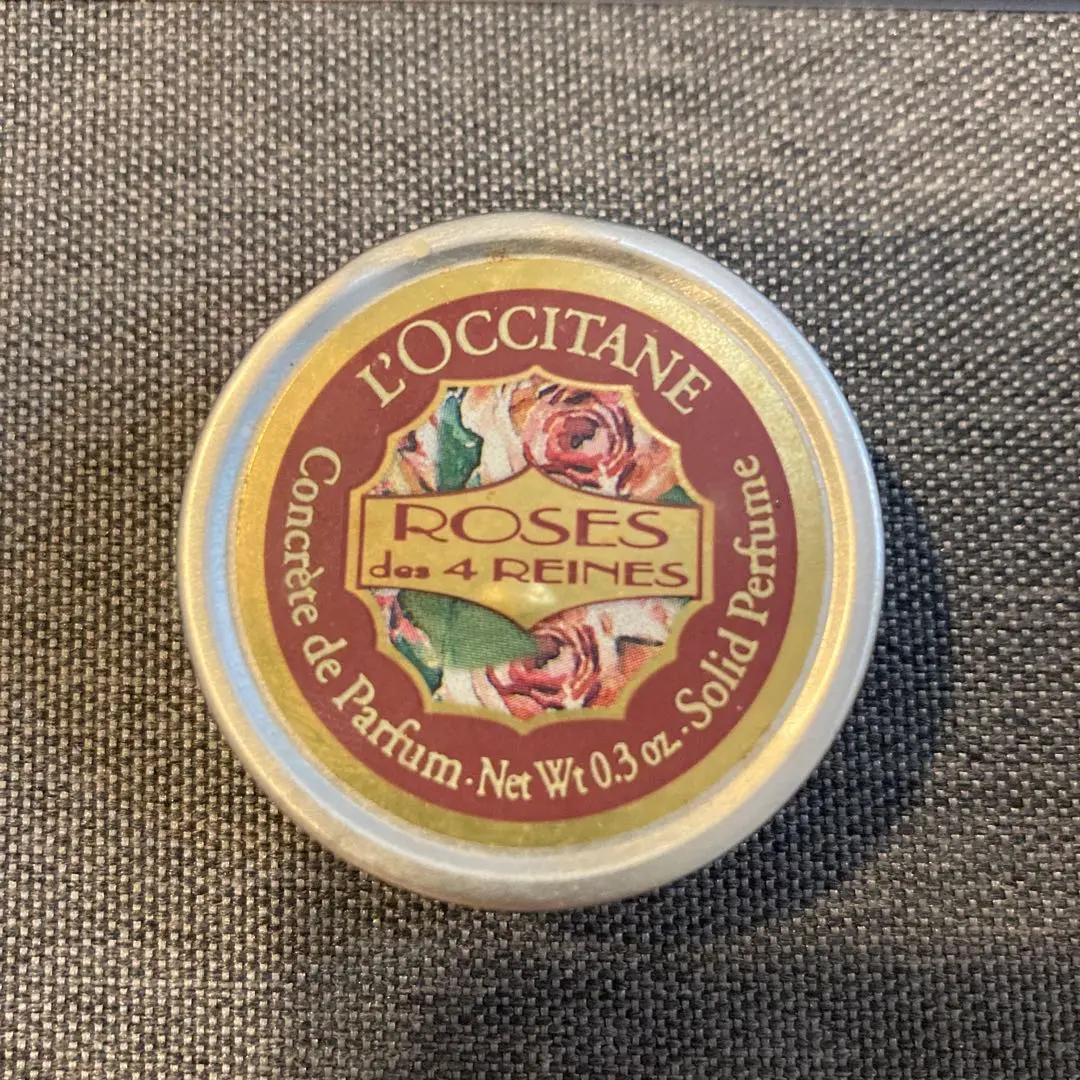 L'OCCITANE
ROSES
des 4 REINES
Concrète de Parfum · Net Wt 0.3 oz. · Solid Perfume